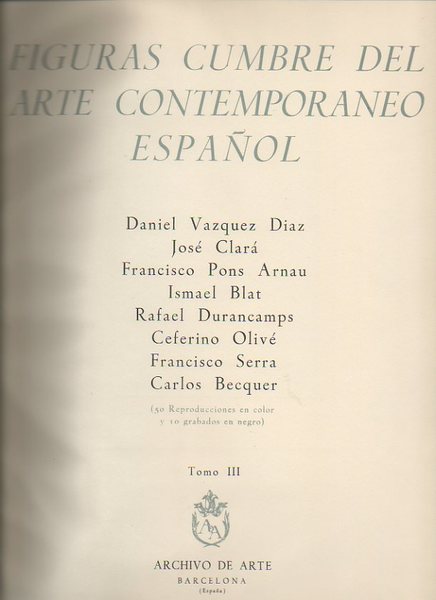 FIGURAS CUMBRE DEL
ARTE CONTEMPORANEO
ESPAÑOL
Daniel Vazquez Diaz
José Clará
Francisco Pons Arnau
Ismael Blat
Rafael Durancamps
Ceferino Olivé
Francisco Serra
Carlos Becquer
(50 Reproducciones en color
y 10 grabados en negro)
Tomo III
ADA
ARCHIVO DE ARTE
BARCELONA
(España)